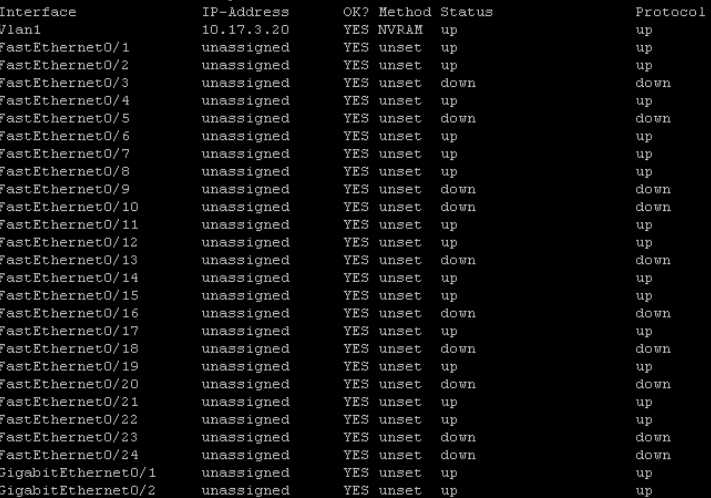 Interface IP-Address OK? Method Status Protocol
Vlan1 10.17.3.20 YES NVRAM up up
FastEthernet0/1 unassigned YES unset up up
FastEthernet0/2 unassigned YES unset up up
FastEthernet0/3 unassigned YES unset down down
FastEthernet0/4 unassigned YES unset up up
FastEthernet0/5 unassigned YES unset down down
FastEthernet0/6 unassigned YES unset up up
FastEthernet0/7 unassigned YES unset up up
FastEthernet0/8 unassigned YES unset up up
FastEthernet0/9 unassigned YES unset down down
FastEthernet0/10 unassigned YES unset down down
FastEthernet0/11 unassigned YES unset up up
FastEthernet0/12 unassigned YES unset up up
FastEthernet0/13 unassigned YES unset down down
FastEthernet0/14 unassigned YES unset up up
FastEthernet0/15 unassigned YES unset up up
FastEthernet0/16 unassigned YES unset down down
FastEthernet0/17 unassigned YES unset up up
FastEthernet0/18 unassigned YES unset down down
FastEthernet0/19 unassigned YES unset up up
FastEthernet0/20 unassigned YES unset down down
FastEthernet0/21 unassigned YES unset up up
FastEthernet0/22 unassigned YES unset up up
FastEthernet0/23 unassigned YES unset down down
FastEthernet0/24 unassigned YES unset down down
GigabitEthernet0/1 unassigned YES unset up up
GigabitEthernet0/2 unassigned YES unset up up